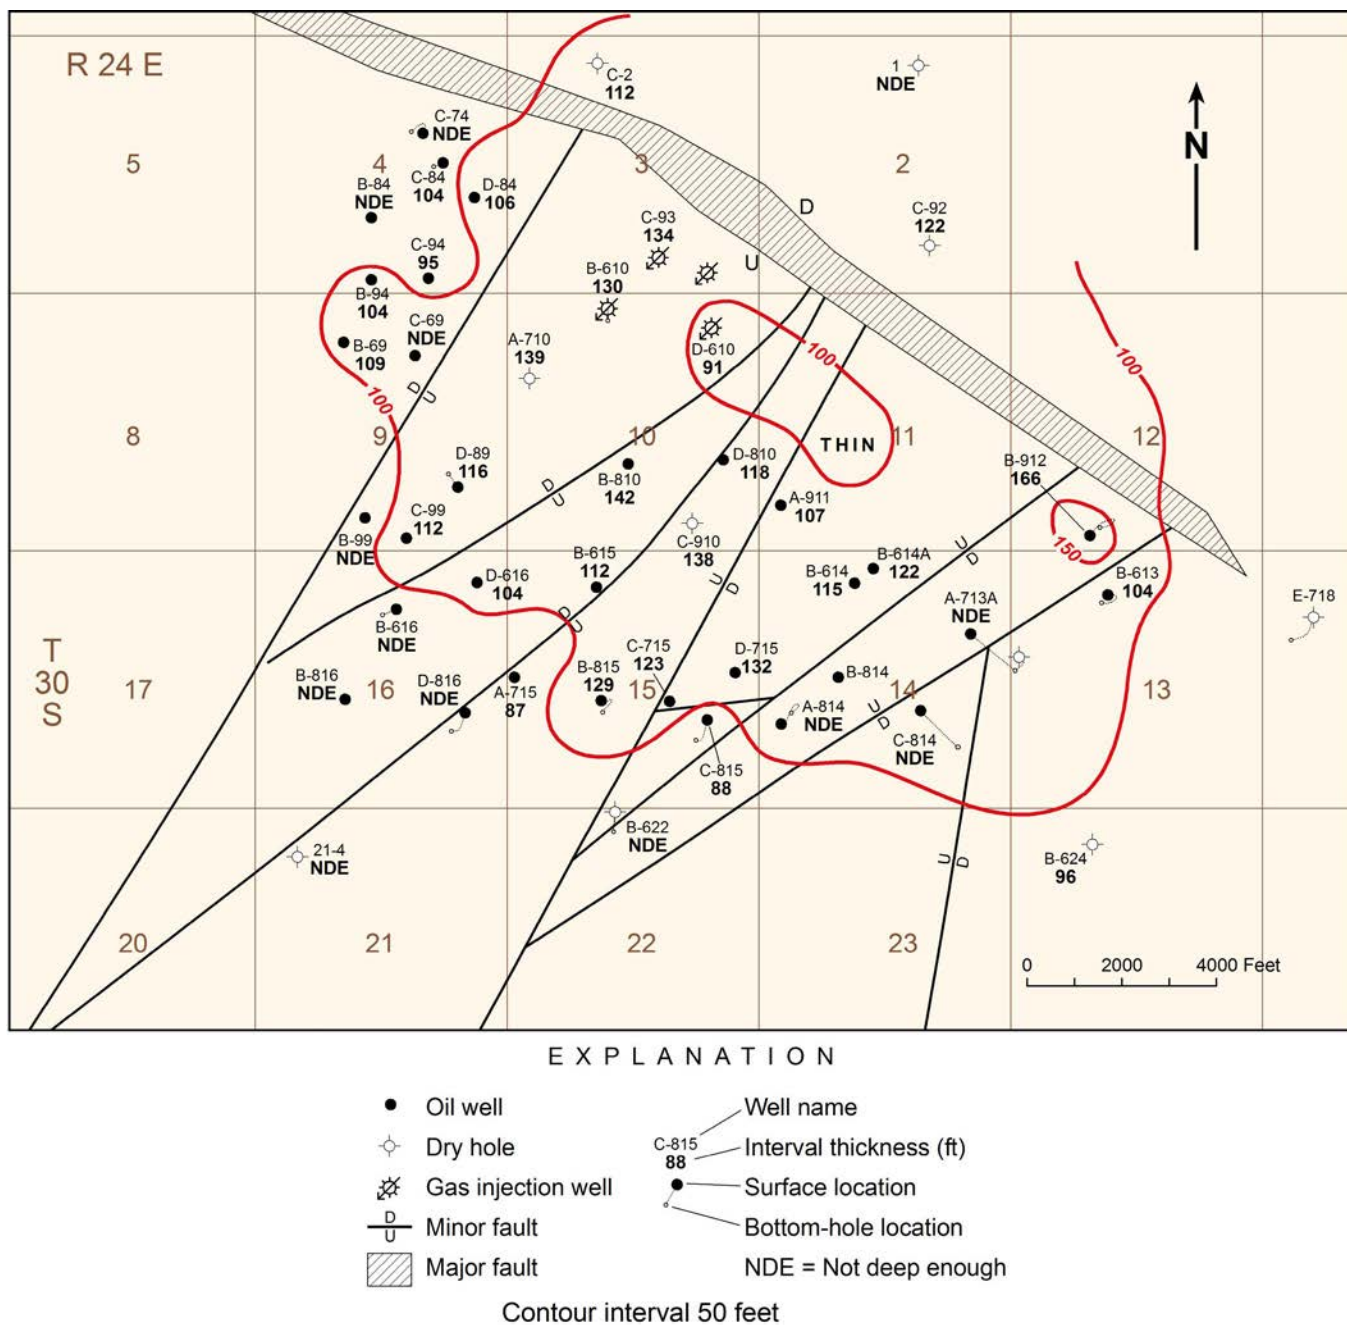 R 24 E
C-2
112
1
NDE
N
C-74
NDE
5
4
3
2
C-84
104
B-84
NDE
D-84
106
D
U
C-92
122
C-93
134
C-94
95
B-610
130
B-94
104
C-69
NDE
B-69
109
A-710
139
D-610
91
100
100
100
D
U
8
9
10
11
12
THIN
D-89
116
B-810
142
D-810
118
B-912
166
D
U
A-911
107
C-99
112
B-99
NDE
C-910
138
150
U
D
B-615
112
D-616
104
U
D
B-614
115
B-614A
122
A-713A
NDE
B-613
104
E-718
B-616
NDE
D
U
T
30
S
17
16
15
14
13
B-816
NDE
D-816
NDE
A-715
87
B-815
129
C-715
123
D-715
132
B-814
A-814
NDE
U
D
C-814
NDE
C-815
88
B-622
NDE
21-4
NDE
U
D
B-624
96
20
21
22
23
0 2000 4000 Feet
EXPLANATION
Oil well
Dry hole
Gas injection well
D
U
Minor fault
Major fault
Well name
C-815
88
Interval thickness (ft)
Surface location
Bottom-hole location
NDE = Not deep enough
Contour interval 50 feet